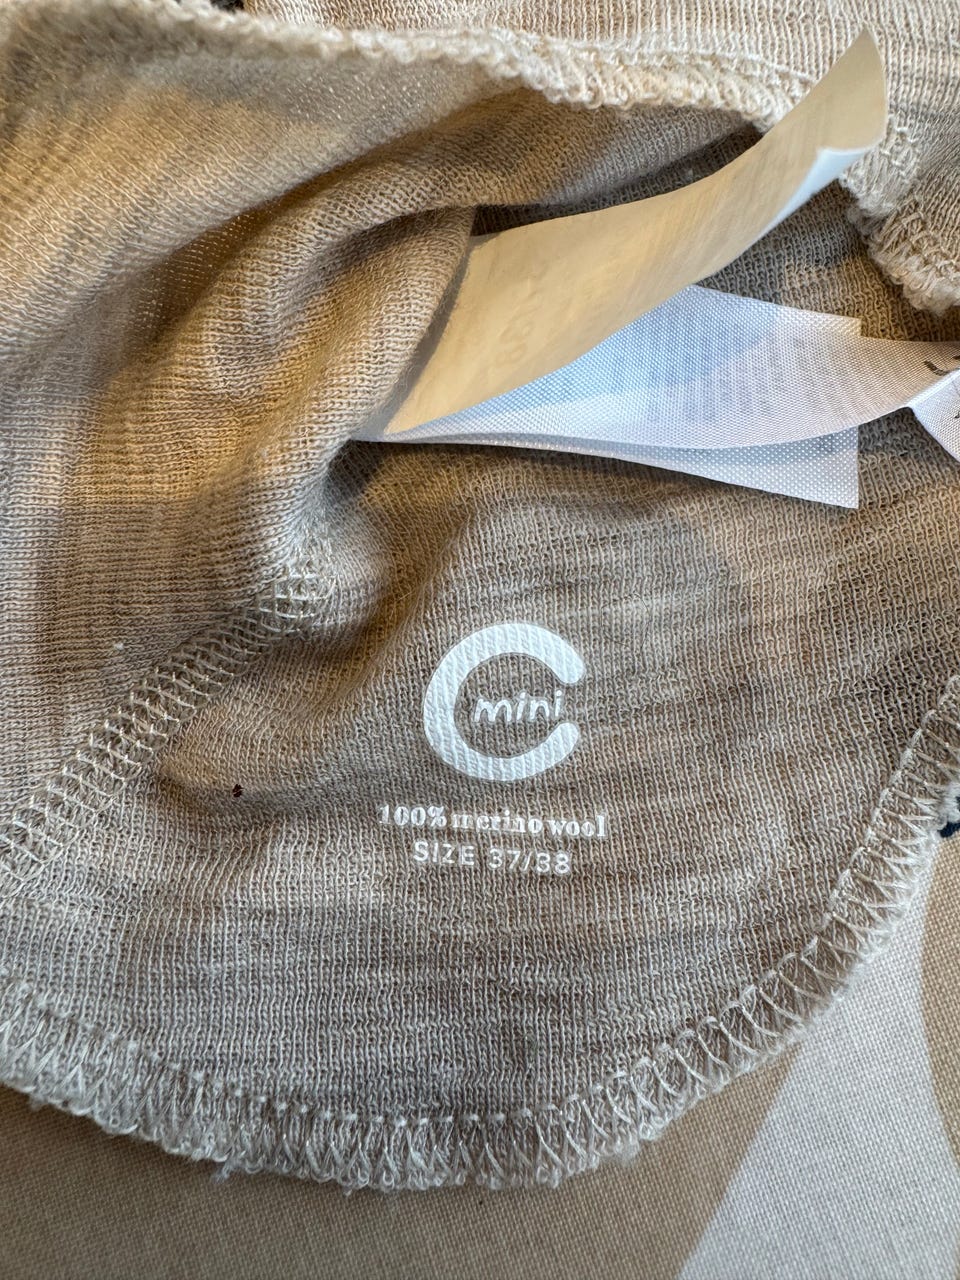 mini
100% merino wool
SIZE 37/38